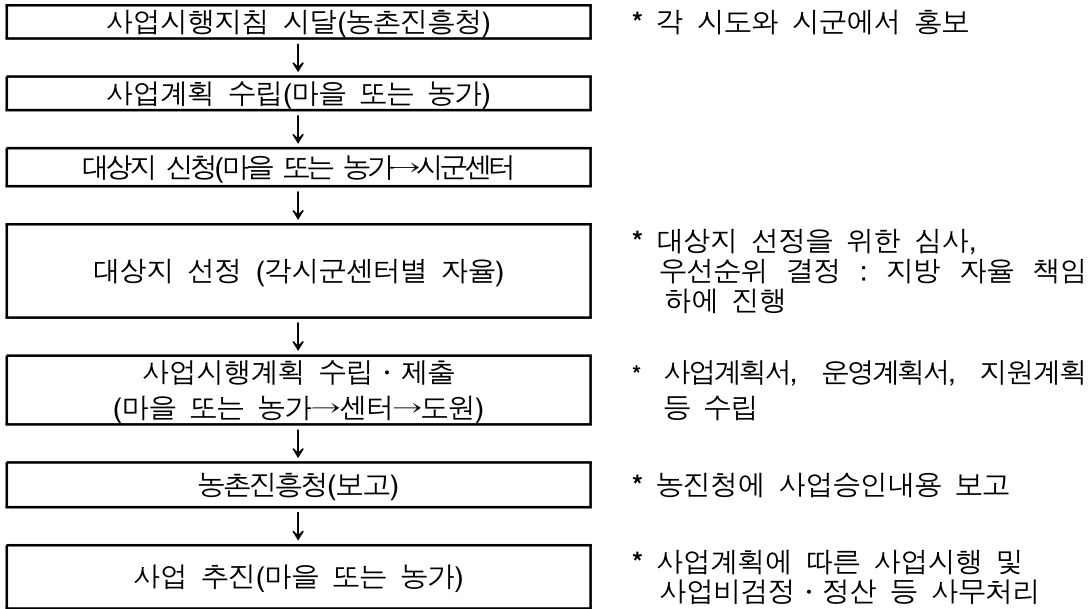 사업시행지침 시달(농촌진흥청)
* 각 시도와 시군에서 홍보
↓
사업계획 수립(마을 또는 농가)
↓
대상지 신청(마을 또는 농가→시군센터
↓
대상지 선정 (각시군센터별 자율)
* 대상지 선정을 위한 심사,
우선순위 결정 : 지방 자율 책임
하에 진행
↓
사업시행계획 수립·제출
(마을 또는 농가→센터→도원)
* 사업계획서, 운영계획서, 지원계획
등 수립
↓
농촌진흥청(보고)
* 농진청에 사업승인내용 보고
↓
사업 추진(마을 또는 농가)
* 사업계획에 따른 사업시행 및
사업비검정·정산 등 사무처리